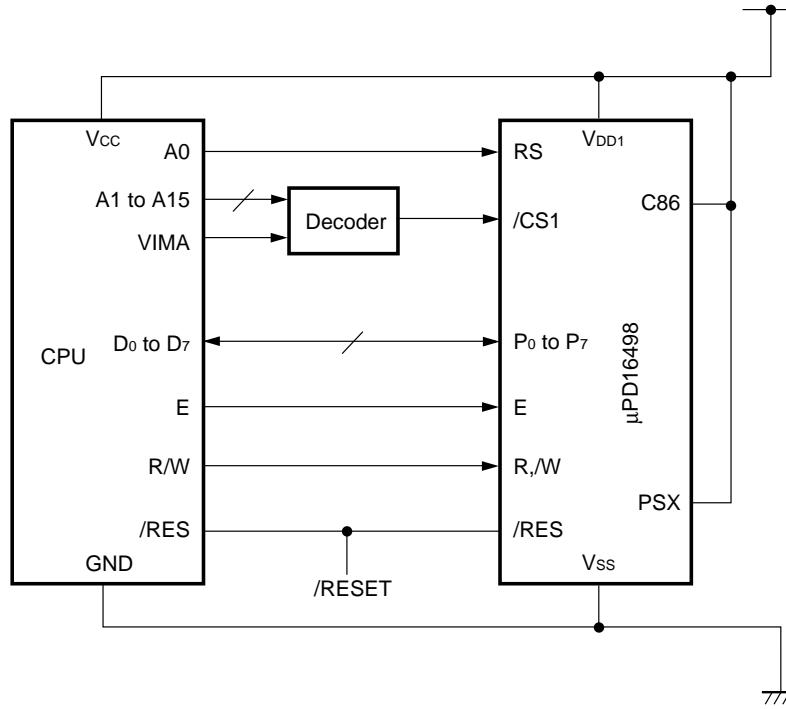 VCC
VDD1
A0
RS
A1 to A15
Decoder
/CS1
C86
VIMA
CPU
D0 to D7
P0 to P7
µPD16498
E
E
R/W
R,/W
PSX
/RES
/RES
GND
VSS
/RESET